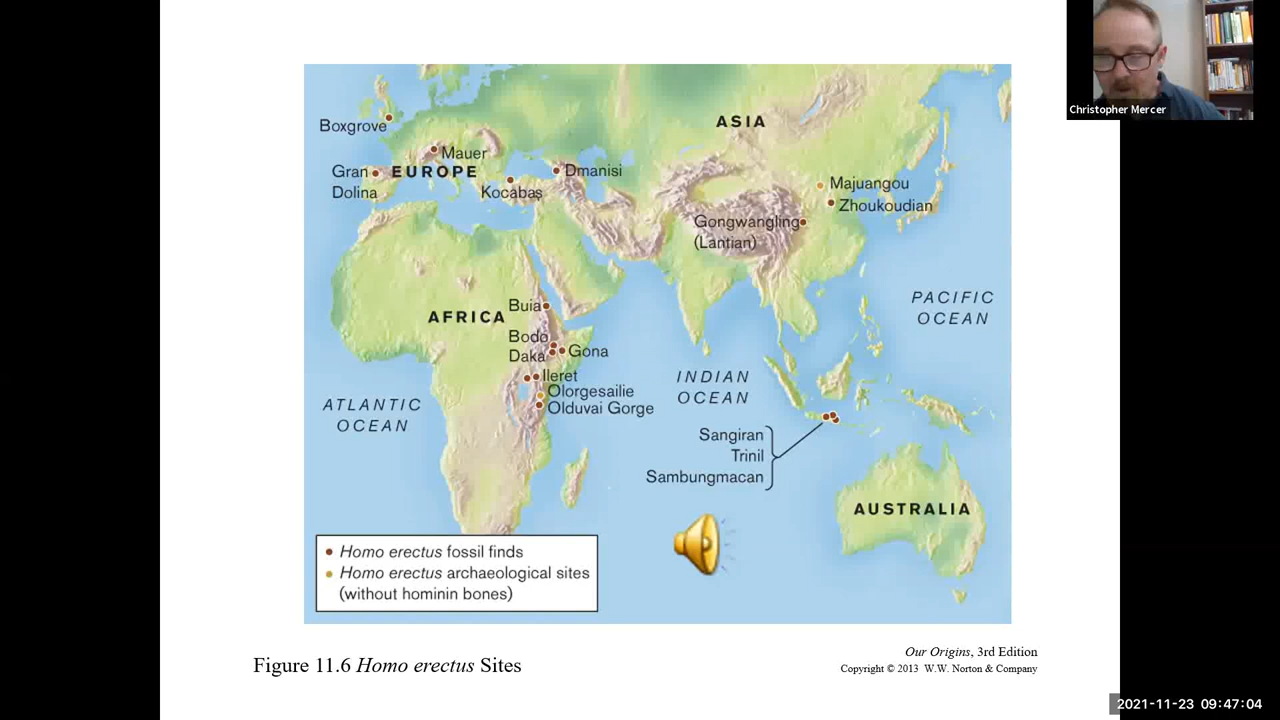 Christopher Mercer
ASIA
Boxgrove
Mauer
Gran
Dolina
EUROPE
Dmanisi
Kocabaş
Majuangou
Zhoukoudian
Gongwangling
(Lantian)
PACIFIC
OCEAN
Buia
AFRICA
Bodo
Daka
Gona
Ileret
Olorgesailie
Olduvai Gorge
INDIAN
OCEAN
ATLANTIC
OCEAN
Sangiran
Trinil
Sambungmacan
AUSTRALIA
Homo erectus fossil finds
Homo erectus archaeological sites
(without hominin bones)
Figure 11.6 Homo erectus Sites
Our Origins, 3rd Edition
Copyright © 2013 W.W. Norton & Company
2021-11-23 09:47:04